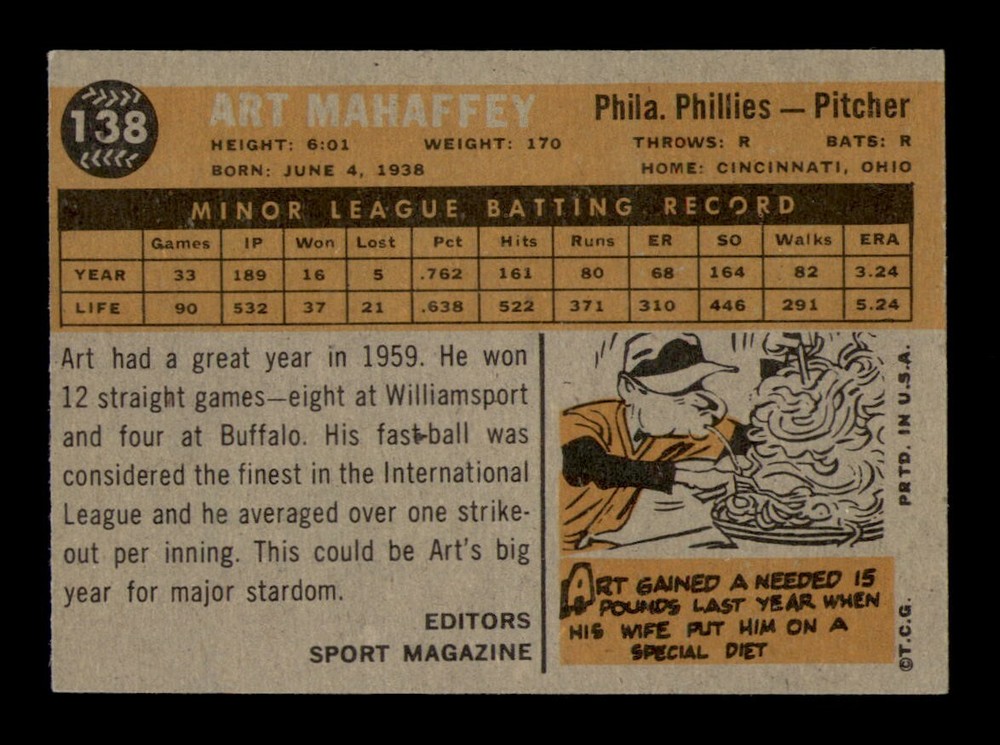 138
ART MAHAFFEY
Phila. Phillies — Pitcher
HEIGHT: 6:01 WEIGHT: 170 THROWS: R BATS: R
BORN: JUNE 4, 1938 HOME: CINCINNATI, OHIO
MINOR LEAGUE BATTING RECORD
Games IP Won Lost Pct Hits Runs ER SO Walks ERA
YEAR 33 189 16 5 .762 161 80 68 164 82 3.24
LIFE 90 532 37 21 .638 522 371 310 446 291 5.24
Art had a great year in 1959. He won
12 straight games—eight at Williamsport
and four at Buffalo. His fast-ball was
considered the finest in the International
League and he averaged over one strike-
out per inning. This could be Art's big
year for major stardom.
EDITORS
SPORT MAGAZINE
ART GAINED A NEEDED 15
POUNDS LAST YEAR WHEN
HIS WIFE PUT HIM ON A
SPECIAL DIET
©T.C.G. PRTD. IN U.S.A.